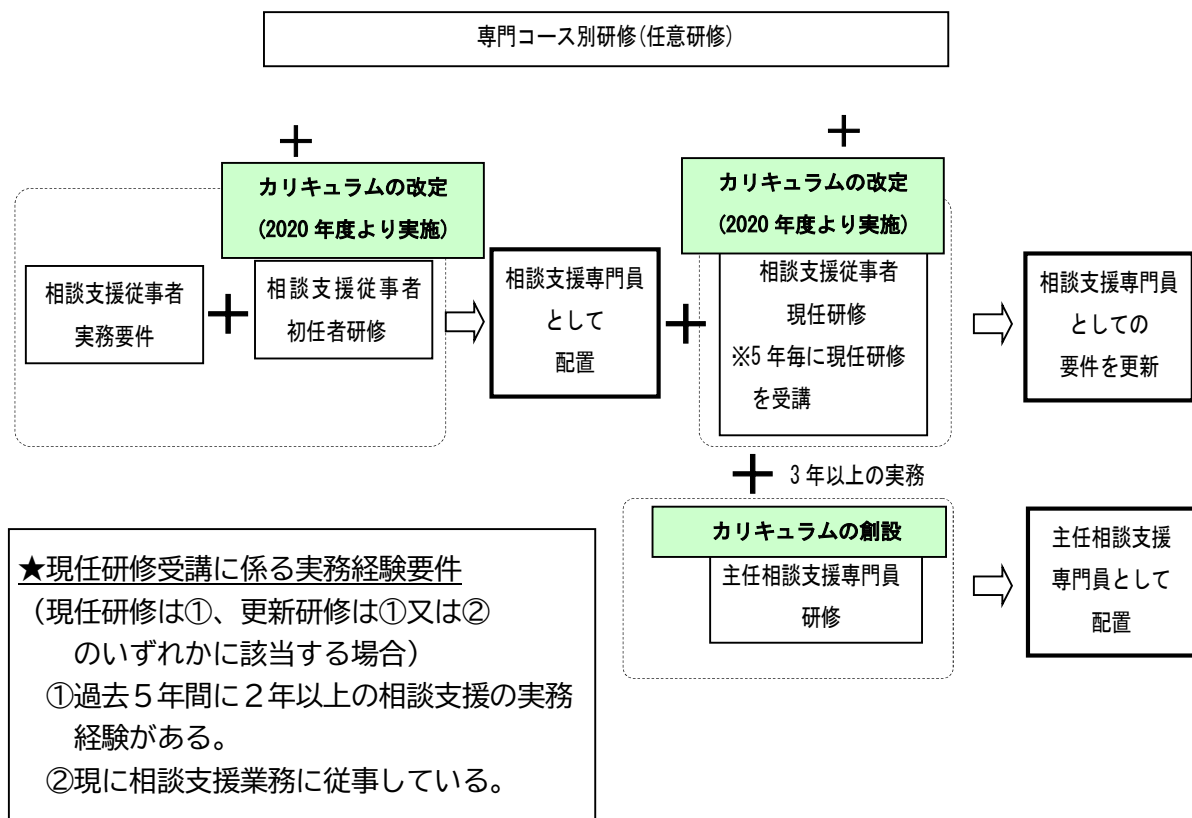 専門コース別研修(任意研修)
＋
＋
カリキュラムの改定
(2020 年度より実施)
カリキュラムの改定
(2020 年度より実施)
相談支援従事者
実務要件
＋
相談支援従事者
初任者研修
相談支援専門員
として
配置
＋
相談支援従事者
現任研修
※5 年毎に現任研修
を受講
相談支援専門員
としての
要件を更新
＋ 3 年以上の実務
カリキュラムの創設
主任相談支援専門員
研修
主任相談支援
専門員として
配置
★現任研修受講に係る実務経験要件
（現任研修は①、更新研修は①又は②
のいずれかに該当する場合）
①過去５年間に２年以上の相談支援の実務
経験がある。
②現に相談支援業務に従事している。